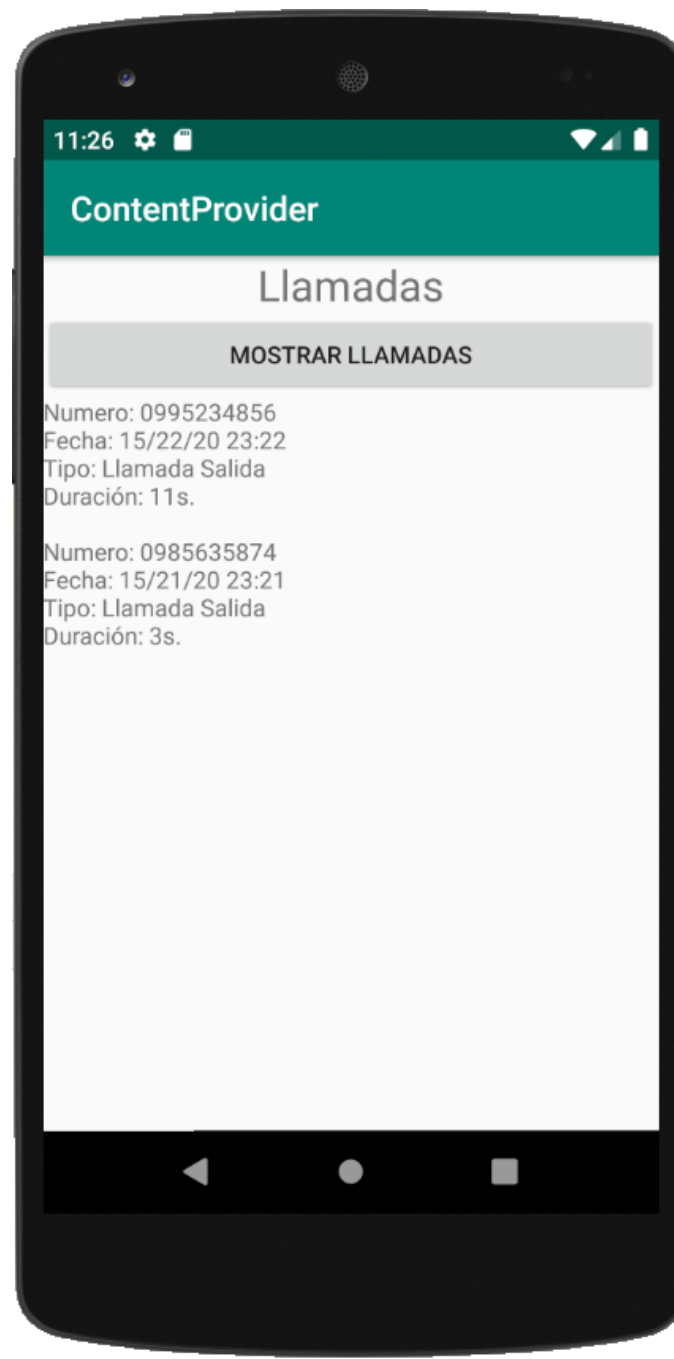 11:26
ContentProvider
Llamadas
MOSTRAR LLAMADAS
Numero: 0995234856
Fecha: 15/22/20 23:22
Tipo: Llamada Salida
Duración: 11s.
Numero: 0985635874
Fecha: 15/21/20 23:21
Tipo: Llamada Salida
Duración: 3s.